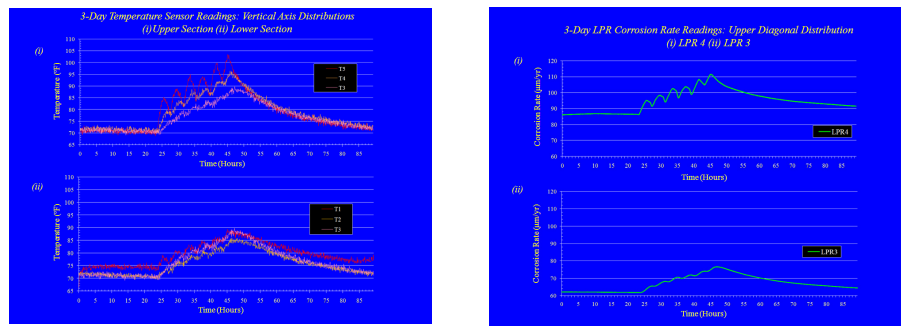 3-Day Temperature Sensor Readings: Vertical Axis Distributions
(i)Upper Section (ii) Lower Section
(i)
Temperature (°F)
110
105
100
95
90
85
80
75
70
65
T5
T4
T3
0 5 10 15 20 25 30 35 40 45 50 55 60 65 70 75 80 85
Time (Hours)
(ii)
Temperature (°F)
110
105
100
95
90
85
80
75
70
65
T1
T2
T3
0 5 10 15 20 25 30 35 40 45 50 55 60 65 70 75 80 85
Time (Hours)
3-Day LPR Corrosion Rate Readings: Upper Diagonal Distribution
(i) LPR 4 (ii) LPR 3
(i)
Corrosion Rate (µm/yr)
120
110
100
90
80
70
60
LPR4
0 5 10 15 20 25 30 35 40 45 50 55 60 65 70 75 80 85
Time (Hours)
(ii)
Corrosion Rate (µm/yr)
120
110
100
90
80
70
60
LPR3
0 5 10 15 20 25 30 35 40 45 50 55 60 65 70 75 80 85
Time (Hours)